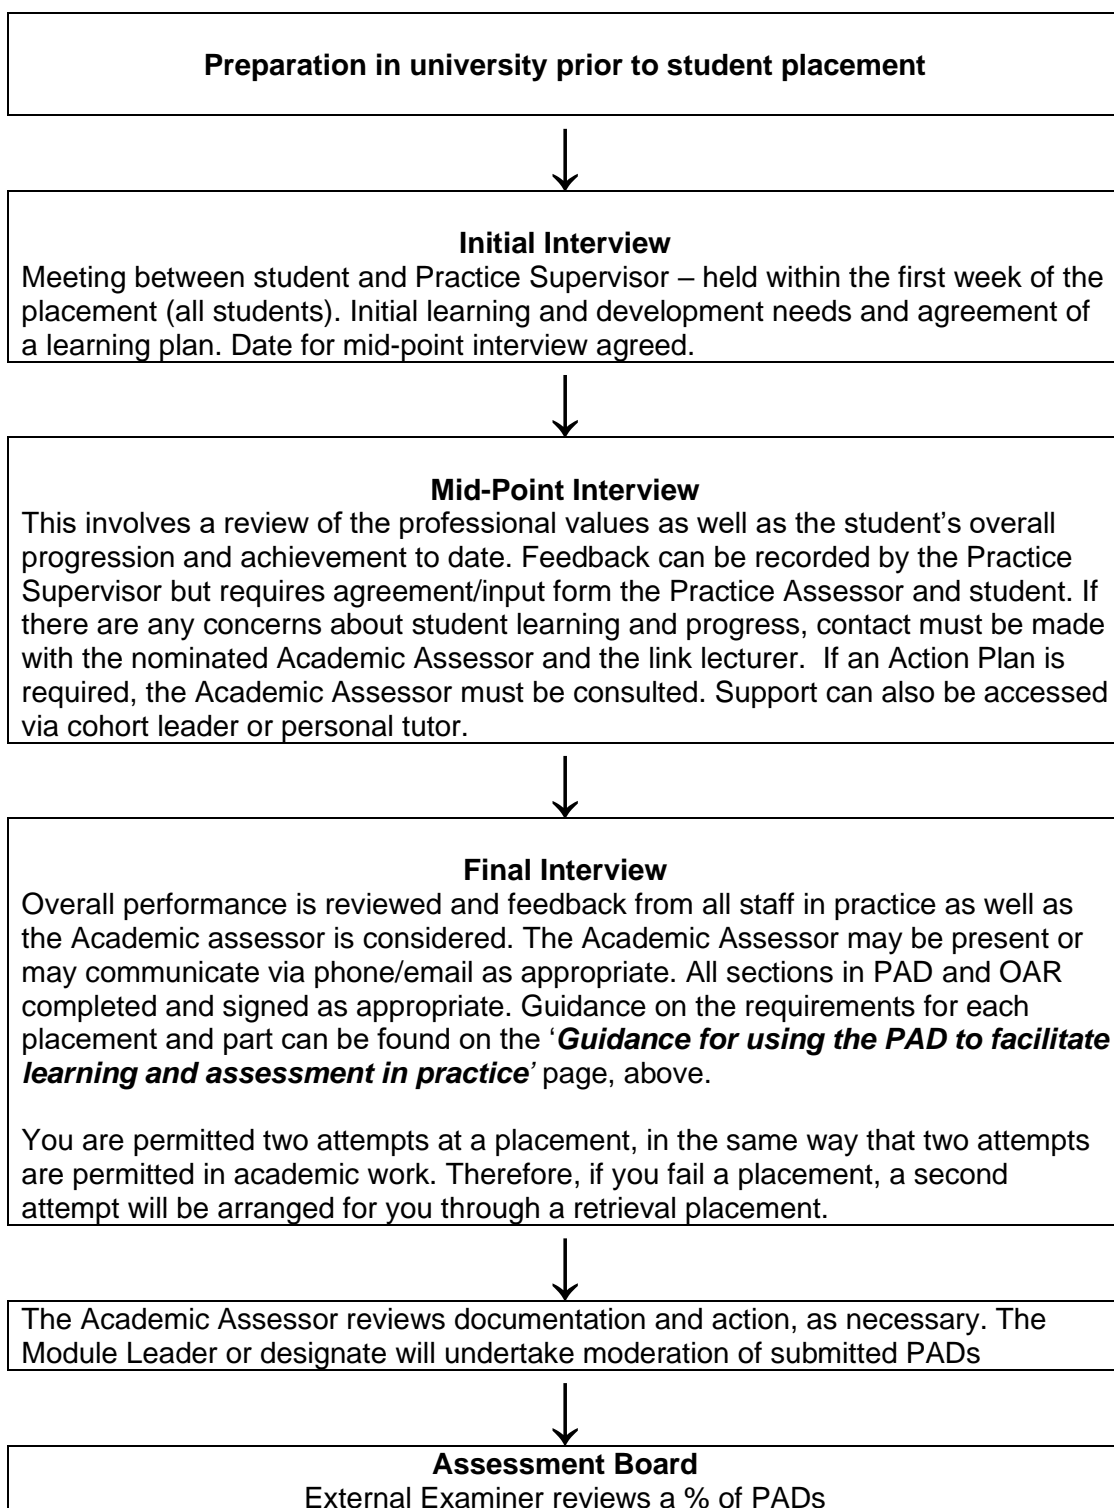 Preparation in university prior to student placement
Initial Interview
Meeting between student and Practice Supervisor – held within the first week of the
placement (all students). Initial learning and development needs and agreement of
a learning plan. Date for mid-point interview agreed.
Mid-Point Interview
This involves a review of the professional values as well as the student’s overall
progression and achievement to date. Feedback can be recorded by the Practice
Supervisor but requires agreement/input form the Practice Assessor and student. If
there are any concerns about student learning and progress, contact must be made
with the nominated Academic Assessor and the link lecturer.  If an Action Plan is
required, the Academic Assessor must be consulted. Support can also be accessed
via cohort leader or personal tutor.
Final Interview
Overall performance is reviewed and feedback from all staff in practice as well as
the Academic assessor is considered. The Academic Assessor may be present or
may communicate via phone/email as appropriate. All sections in PAD and OAR
completed and signed as appropriate. Guidance on the requirements for each
placement and part can be found on the ‘Guidance for using the PAD to facilitate
learning and assessment in practice’ page, above.
You are permitted two attempts at a placement, in the same way that two attempts
are permitted in academic work. Therefore, if you fail a placement, a second
attempt will be arranged for you through a retrieval placement.
The Academic Assessor reviews documentation and action, as necessary. The
Module Leader or designate will undertake moderation of submitted PADs
Assessment Board
External Examiner reviews a % of PADs